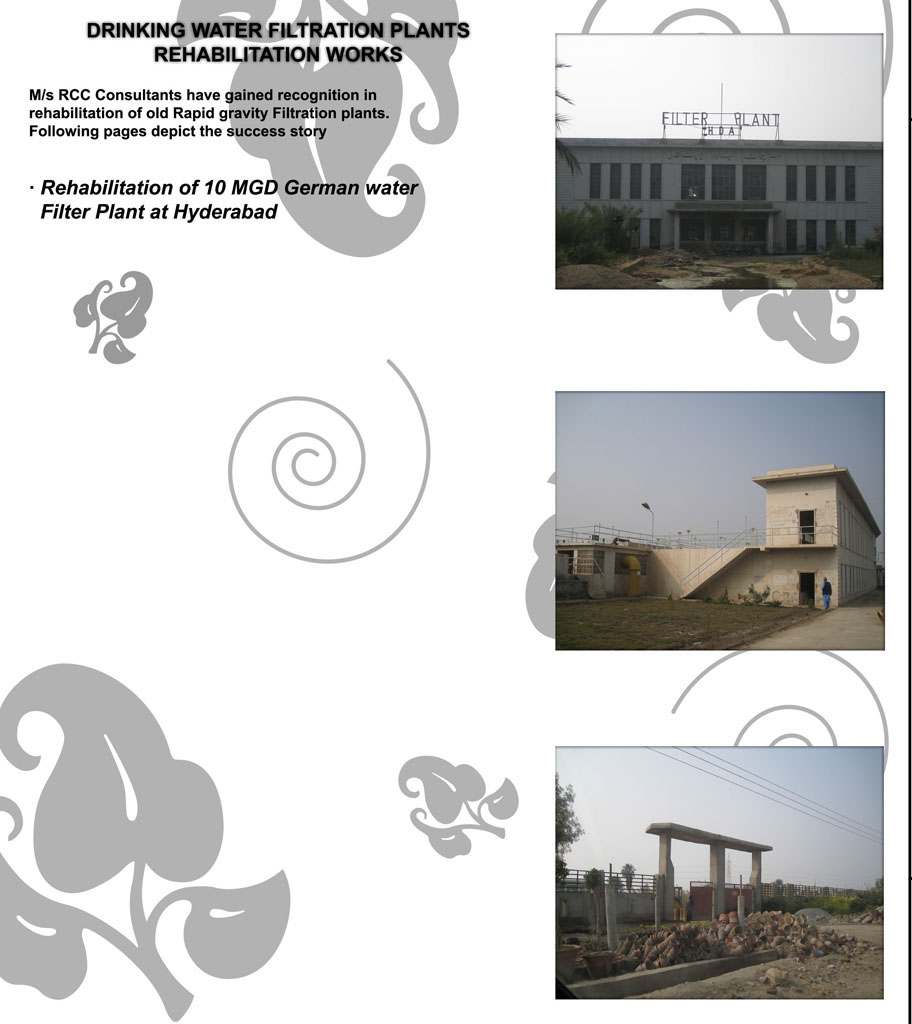 DRINKING WATER FILTRATION PLANTS
REHABILITATION WORKS
M/s RCC Consultants have gained recognition in
rehabilitation of old Rapid gravity Filtration plants.
Following pages depict the success story
· Rehabilitation of 10 MGD German water
Filter Plant at Hyderabad
FILTER PLANT
H D A